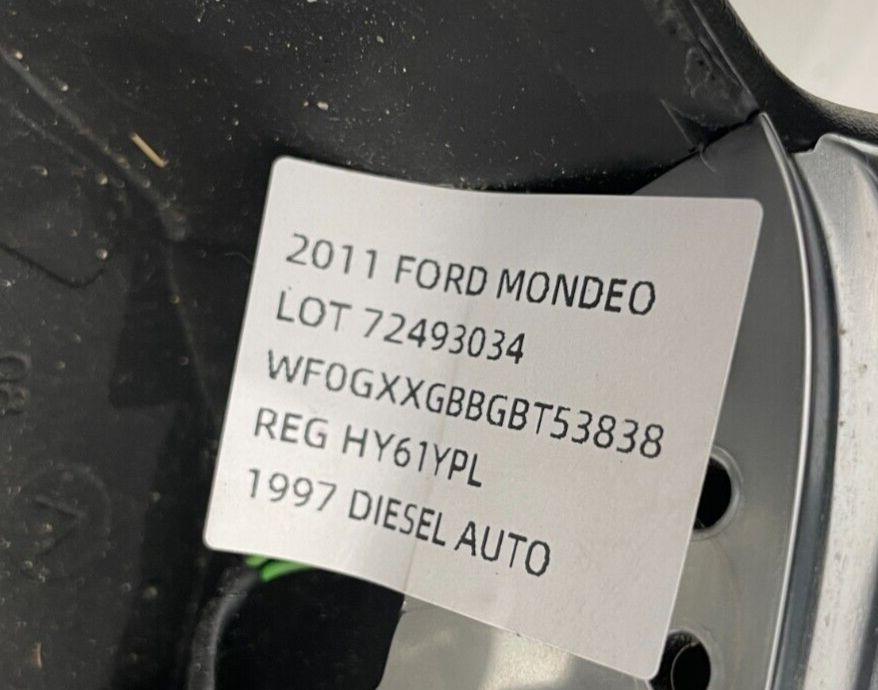 2011 FORD MONDEO
LOT 72493034
WF0GXXGBBGBT53838
REG HY61YPL
1997 DIESEL AUTO